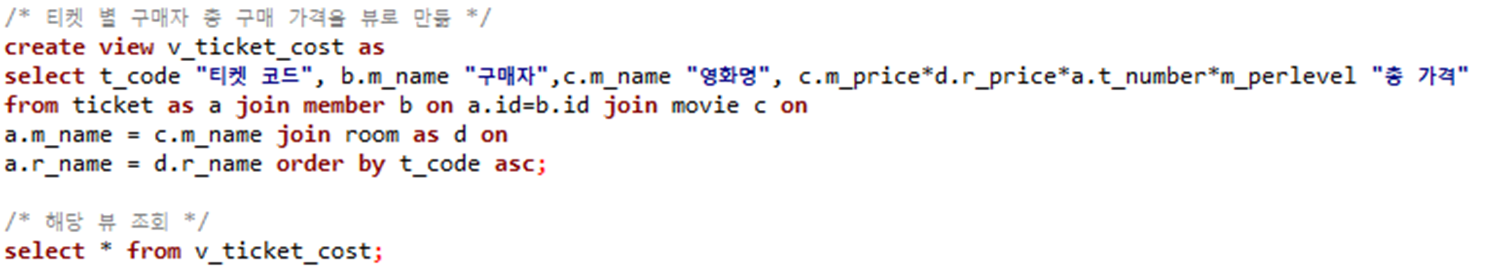 /* 티켓 별 구매자 총 구매 가격을 뷰로 만듦 */
create view v_ticket_cost as
select t_code "티켓 코드", b.m_name "구매자",c.m_name "영화명", c.m_price*d.r_price*a.t_number*m_perlevel "총 가격"
from ticket as a join member b on a.id=b.id join movie c on
a.m_name = c.m_name join room as d on
a.r_name = d.r_name order by t_code asc;
/* 해당 뷰 조회 */
select * from v_ticket_cost;